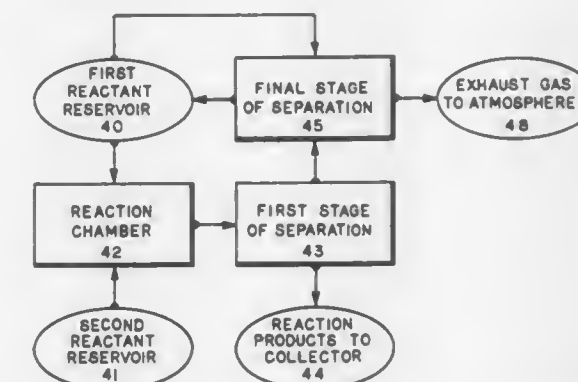 FIRST
REACTANT
RESERVOIR
40
FINAL STAGE
OF SEPARATION
45
EXHAUST GAS
TO ATMOSPHERE
48
REACTION
CHAMBER
42
FIRST STAGE
OF SEPARATION
43
SECOND
REACTANT
RESERVOIR
41
REACTION
PRODUCTS TO
COLLECTOR
44